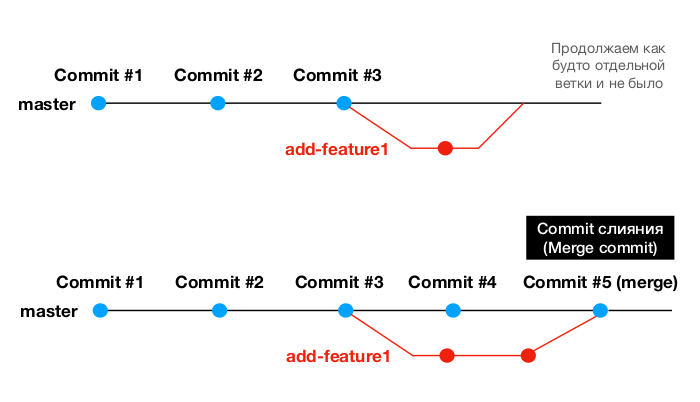 Продолжаем как
будто отдельной
ветки и не было
Commit #1
Commit #2
Commit #3
master
add-feature1
Commit слияния
(Merge commit)
Commit #1
Commit #2
Commit #3
Commit #4
Commit #5 (merge)
master
add-feature1